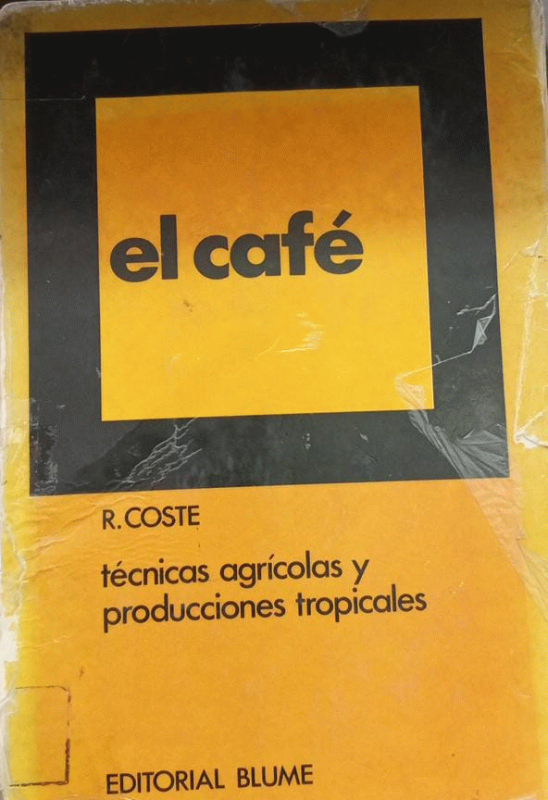 el café
R. COSTE
técnicas agrícolas y
producciones tropicales
EDITORIAL BLUME